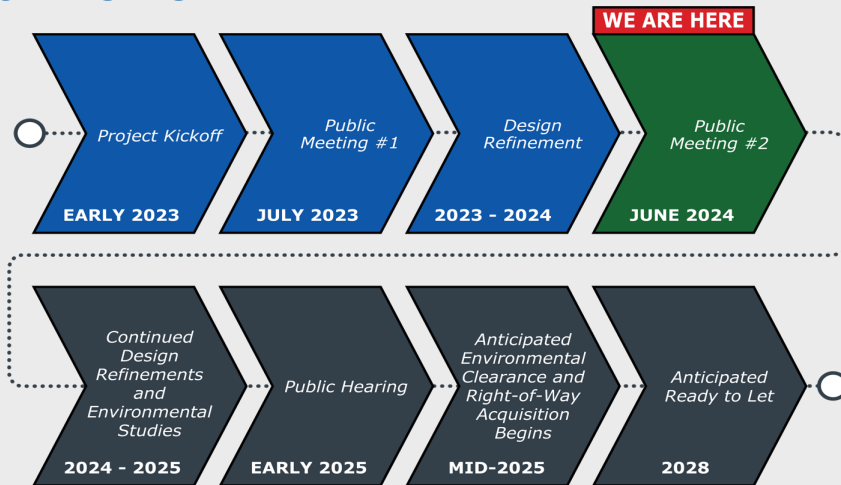 WE ARE HERE
Project Kickoff
EARLY 2023
Public
Meeting #1
JULY 2023
Design
Refinement
2023 - 2024
Public
Meeting #2
JUNE 2024
Continued
Design
Refinements
and
Environmental
Studies
2024 - 2025
Public Hearing
EARLY 2025
Anticipated
Environmental
Clearance and
Right-of-Way
Acquisition
Begins
MID-2025
Anticipated
Ready to Let
2028